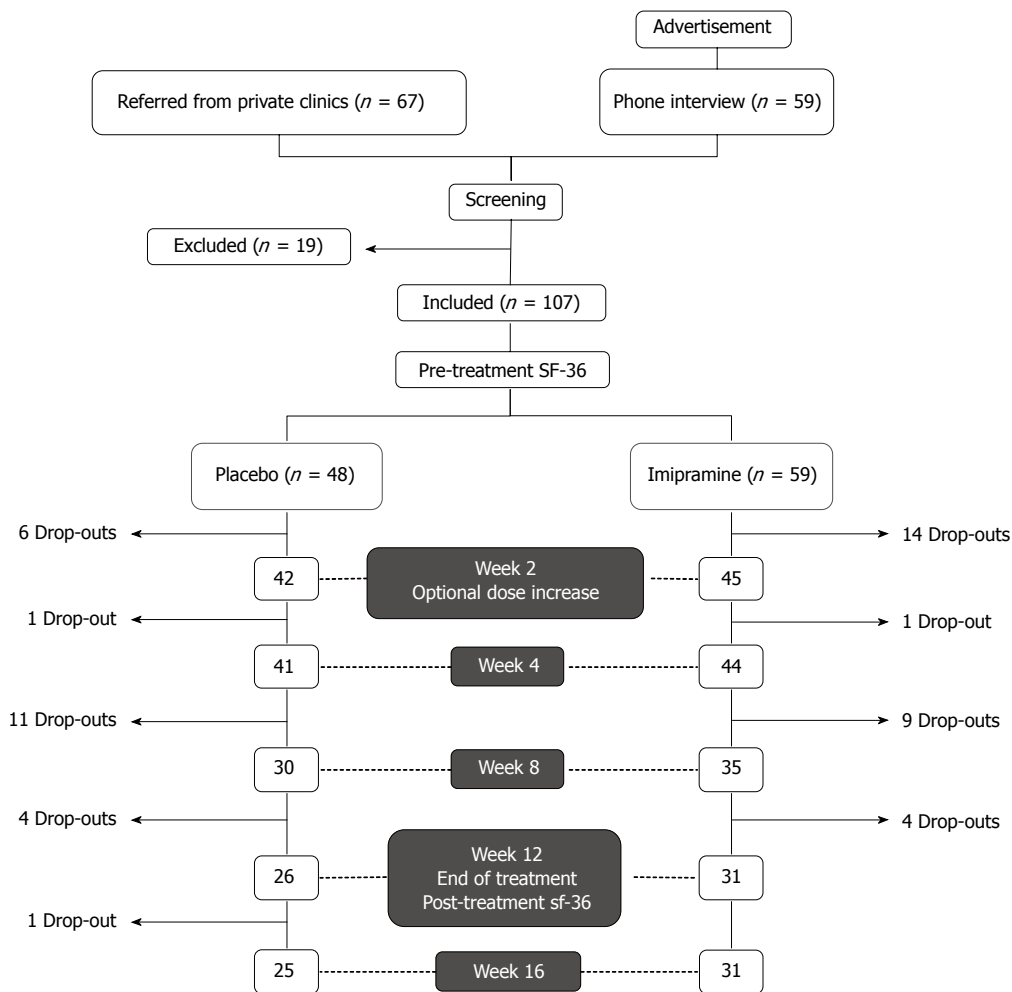 Advertisement
Referred from private clinics (n = 67)
Phone interview (n = 59)
Screening
Excluded (n = 19)
Included (n = 107)
Pre-treatment SF-36
Placebo (n = 48)
Imipramine (n = 59)
6 Drop-outs
14 Drop-outs
42
Week 2
Optional dose increase
45
1 Drop-out
1 Drop-out
41
Week 4
44
11 Drop-outs
9 Drop-outs
30
Week 8
35
4 Drop-outs
4 Drop-outs
26
Week 12
End of treatment
Post-treatment sf-36
31
1 Drop-out
25
Week 16
31